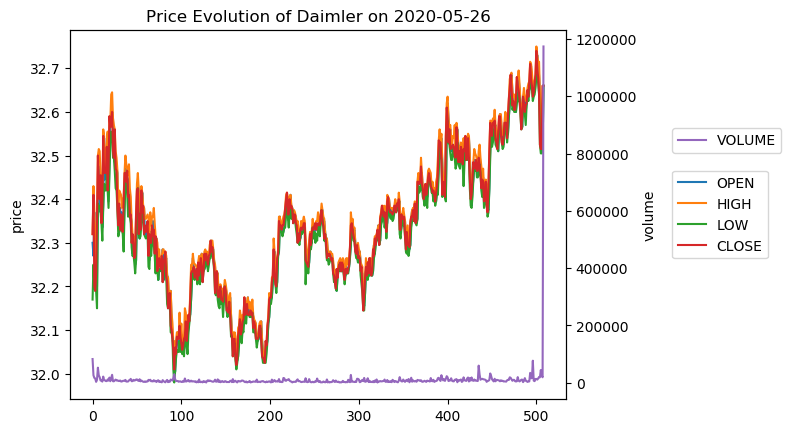 Price Evolution of Daimler on 2020-05-26
price
32.7
32.6
32.5
32.4
32.3
32.2
32.1
32.0
0
100
200
300
400
500
1200000
1000000
800000
600000
400000
200000
0
volume
VOLUME
OPEN
HIGH
LOW
CLOSE